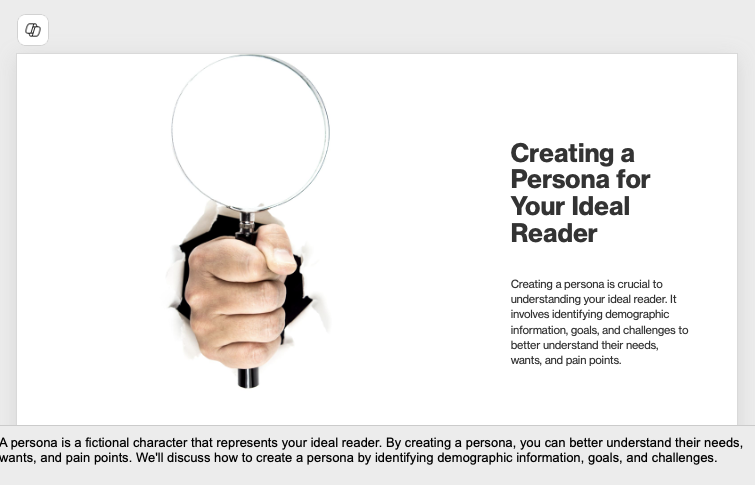 Creating a
Persona for
Your Ideal
Reader
Creating a persona is crucial to
understanding your ideal reader. It
involves identifying demographic
information, goals, and challenges to
better understand their needs,
wants, and pain points.
A persona is a fictional character that represents your ideal reader. By creating a persona, you can better understand their needs,
wants, and pain points. We'll discuss how to create a persona by identifying demographic information, goals, and challenges.